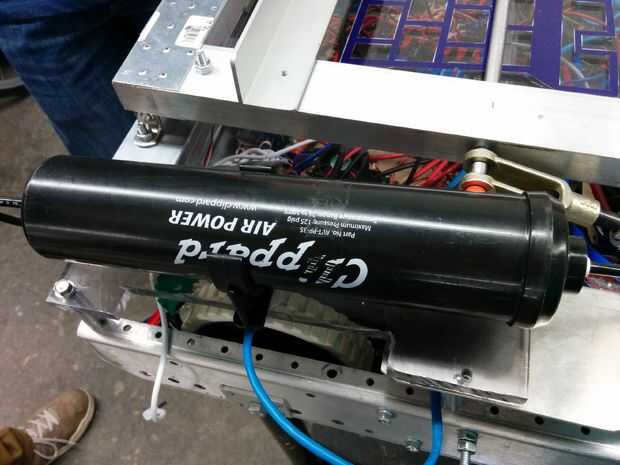 Clippard
AIR POWER
www.clippard.com
Part No. AVT-PP-35
Maximum Pressure: 125 psig